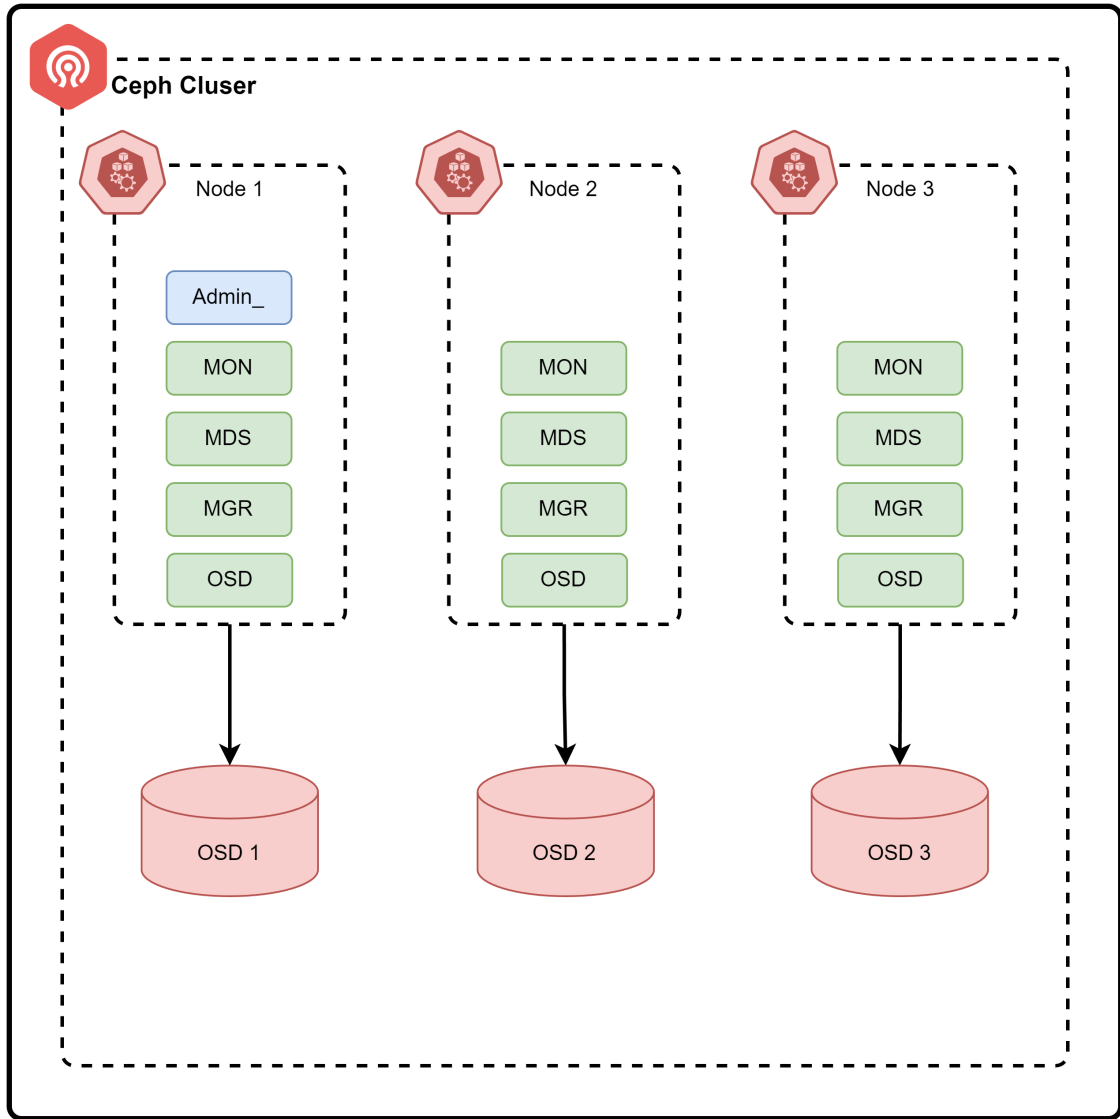 Ceph Cluser
Node 1
Node 2
Node 3
Admin_
MON
MON
MON
MDS
MDS
MDS
MGR
MGR
MGR
OSD
OSD
OSD
OSD 1
OSD 2
OSD 3